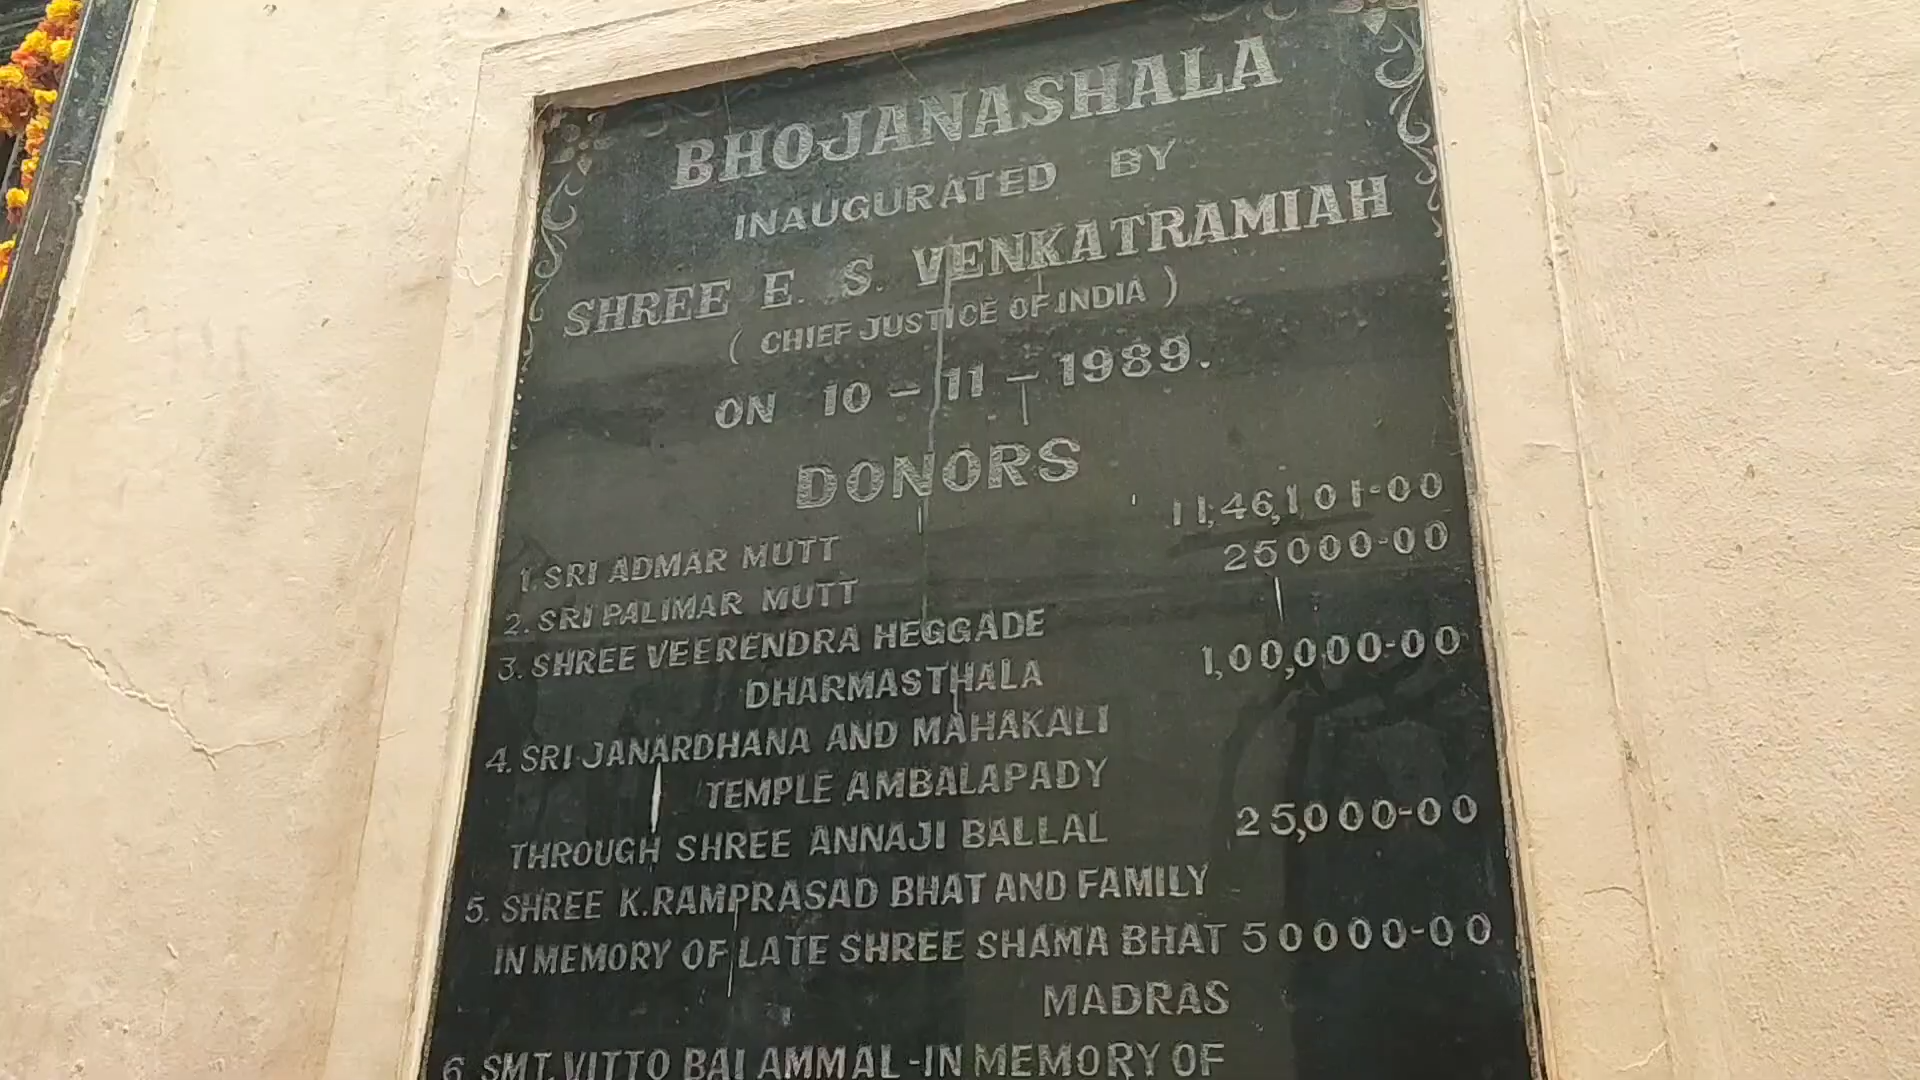 BHOJANASHALA
INAUGURATED BY
SHREE E. S. VENKATRAMIAH
( CHIEF JUSTICE OF INDIA )
ON 10 - 11 - 1989.
DONORS
1. SRI ADMAR MUTT 11,46,101-00
2. SRI PALIMAR MUTT 25000-00
3. SHREE VEERENDRA HEGGADE
DHARMASTHALA 1,00,000-00
4. SRI JANARDHANA AND MAHAKALI
TEMPLE AMBALAPADY
THROUGH SHREE ANNAJI BALLAL 25,000-00
5. SHREE K.RAMPRASAD BHAT AND FAMILY
IN MEMORY OF LATE SHREE SHAMA BHAT 50000-00
MADRAS
6 SMT. VITTO BAI AMMAL-IN MEMORY OF